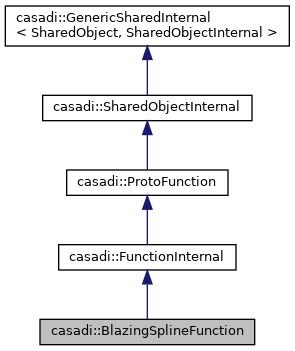 casadi::GenericSharedInternal
< SharedObject, SharedObjectInternal >
casadi::SharedObjectInternal
casadi::ProtoFunction
casadi::FunctionInternal
casadi::BlazingSplineFunction